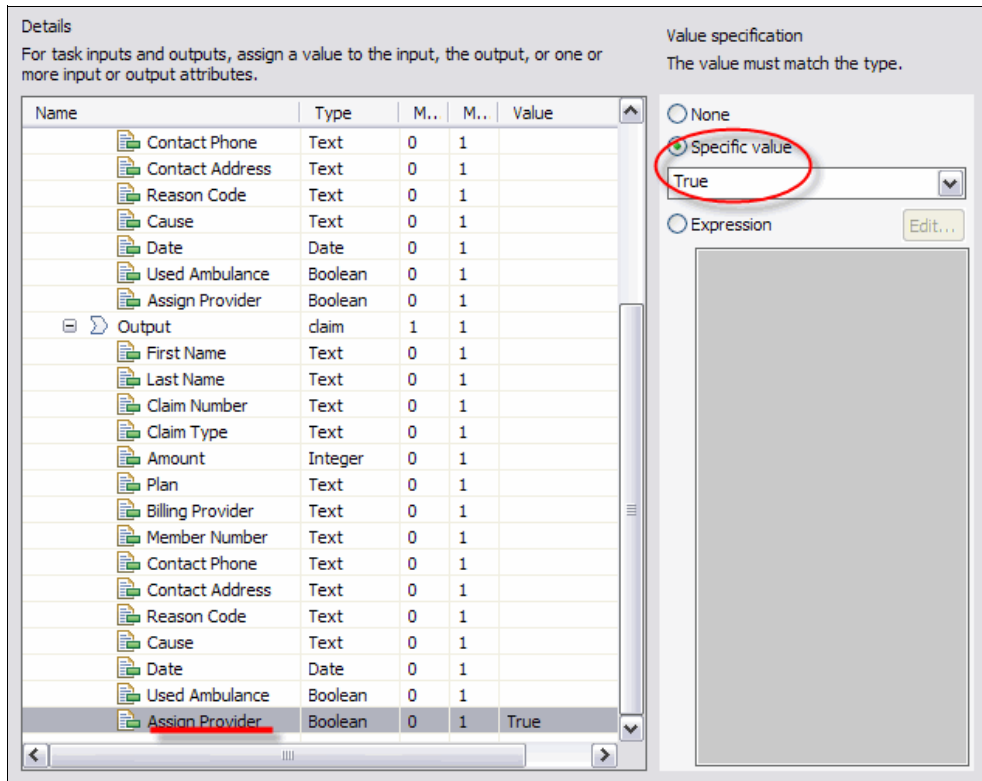 Details
For task inputs and outputs, assign a value to the input, the output, or one or
more input or output attributes.
Name Type M.. M... Value
Contact Phone Text 0 1
Contact Address Text 0 1
Reason Code Text 0 1
Cause Text 0 1
Date Date 0 1
Used Ambulance Boolean 0 1
Assign Provider Boolean 0 1
Output claim 1 1
First Name Text 0 1
Last Name Text 0 1
Claim Number Text 0 1
Claim Type Text 0 1
Amount Integer 0 1
Plan Text 0 1
Billing Provider Text 0 1
Member Number Text 0 1
Contact Phone Text 0 1
Contact Address Text 0 1
Reason Code Text 0 1
Cause Text 0 1
Date Date 0 1
Used Ambulance Boolean 0 1
Assign Provider Boolean 0 1 True
Value specification
The value must match the type.
None
Specific value
True
Expression Edit...